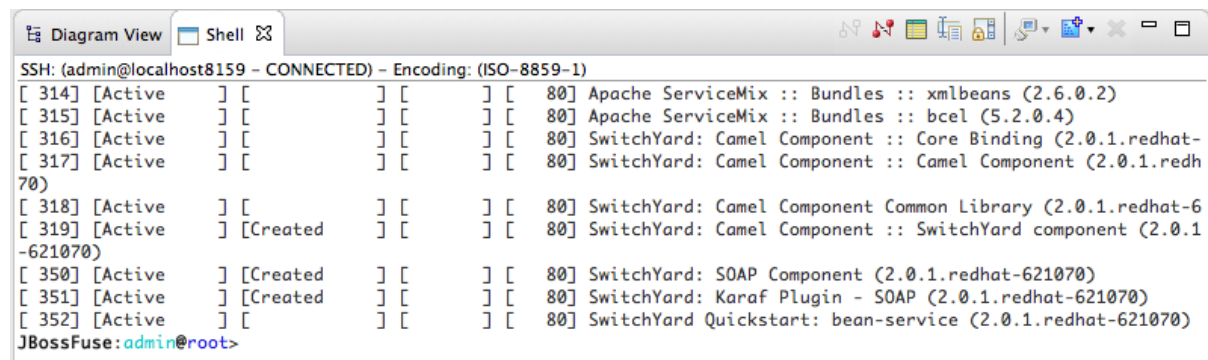 Diagram View Shell
SSH: (admin@localhost8159 – CONNECTED) – Encoding: (ISO-8859-1)
[ 314] [Active     ] [            ] [       ] [   80] Apache ServiceMix :: Bundles :: xmlbeans (2.6.0.2)
[ 315] [Active     ] [            ] [       ] [   80] Apache ServiceMix :: Bundles :: bcel (5.2.0.4)
[ 316] [Active     ] [            ] [       ] [   80] SwitchYard: Camel Component :: Core Binding (2.0.1.redhat-
[ 317] [Active     ] [            ] [       ] [   80] SwitchYard: Camel Component :: Camel Component (2.0.1.redh
70)
[ 318] [Active     ] [            ] [       ] [   80] SwitchYard: Camel Component Common Library (2.0.1.redhat-6
[ 319] [Active     ] [Created     ] [       ] [   80] SwitchYard: Camel Component :: SwitchYard component (2.0.1
-621070)
[ 350] [Active     ] [Created     ] [       ] [   80] SwitchYard: SOAP Component (2.0.1.redhat-621070)
[ 351] [Active     ] [Created     ] [       ] [   80] SwitchYard: Karaf Plugin - SOAP (2.0.1.redhat-621070)
[ 352] [Active     ] [            ] [       ] [   80] SwitchYard Quickstart: bean-service (2.0.1.redhat-621070)
JBossFuse:admin@root>